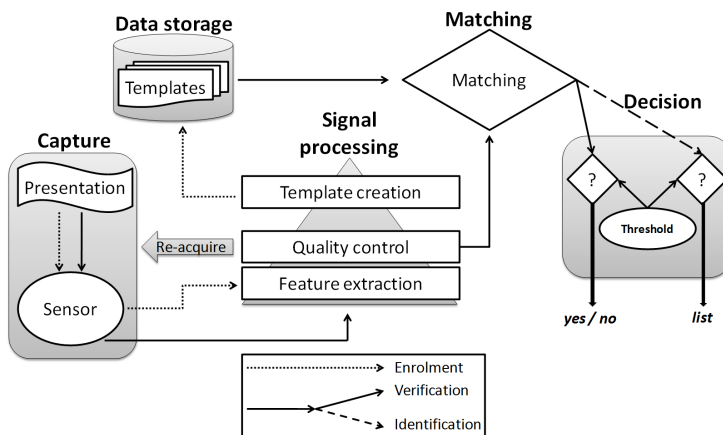 Data storage
Templates
Matching
Matching
Decision
?
?
Threshold
yes / no
list
Capture
Presentation
Sensor
Signal
processing
Template creation
Re-acquire
Quality control
Feature extraction
Enrolment
Verification
Identification